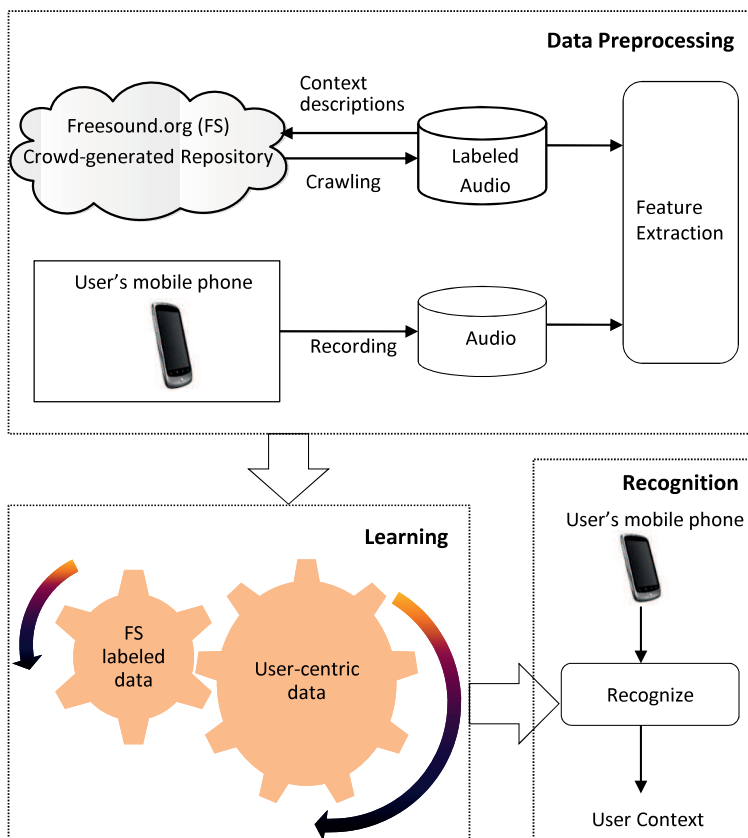 Data Preprocessing
Context
descriptions
Freesound.org (FS)
Crowd-generated Repository
Crawling
Labeled
Audio
Feature
Extraction
User's mobile phone
Recording
Audio
Learning
FS
labeled
data
User-centric
data
Recognition
User's mobile phone
Recognize
User Context